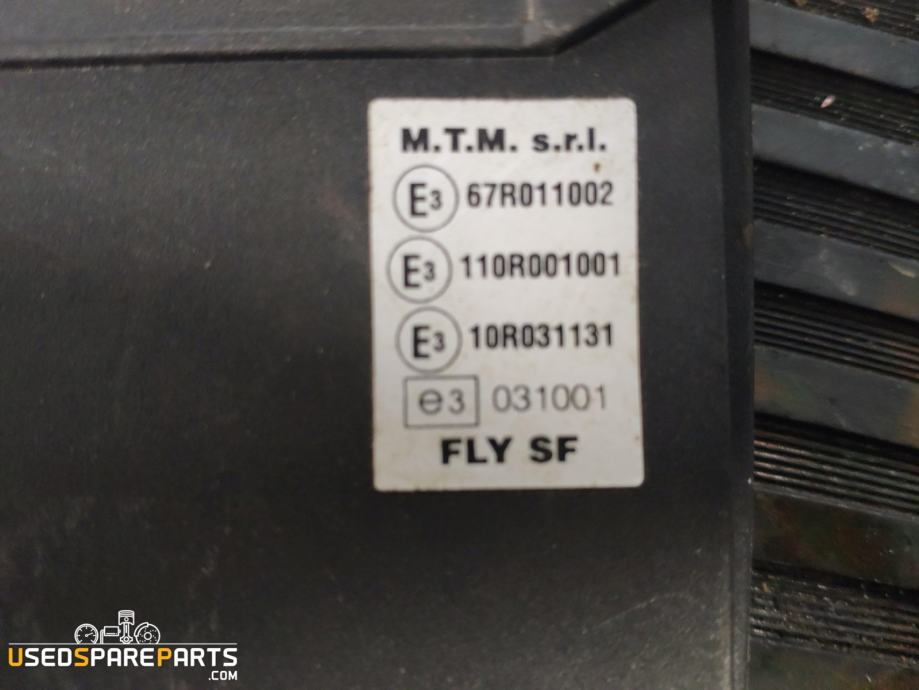 M.T.M. s.r.l.
E3 67R011002
E3 110R001001
E3 10R031131
e3 031001
FLY SF
USEDSPAREPARTS
.COM